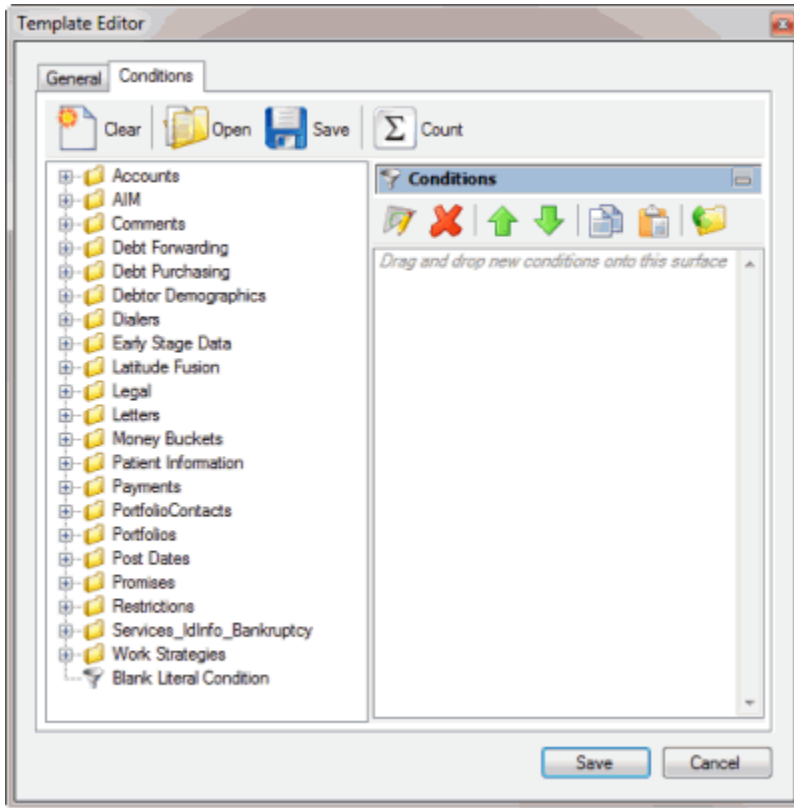 Template Editor
General Conditions
Clear Open Save Σ Count
Accounts
AIM
Comments
Debt Forwarding
Debt Purchasing
Debtor Demographics
Dialers
Early Stage Data
Latitude Fusion
Legal
Letters
Money Buckets
Patient Information
Payments
PortfolioContacts
Portfolios
Post Dates
Promises
Restrictions
Services_IdInfo_Bankruptcy
Work Strategies
Blank Literal Condition
Conditions
Drag and drop new conditions onto this surface
Save Cancel